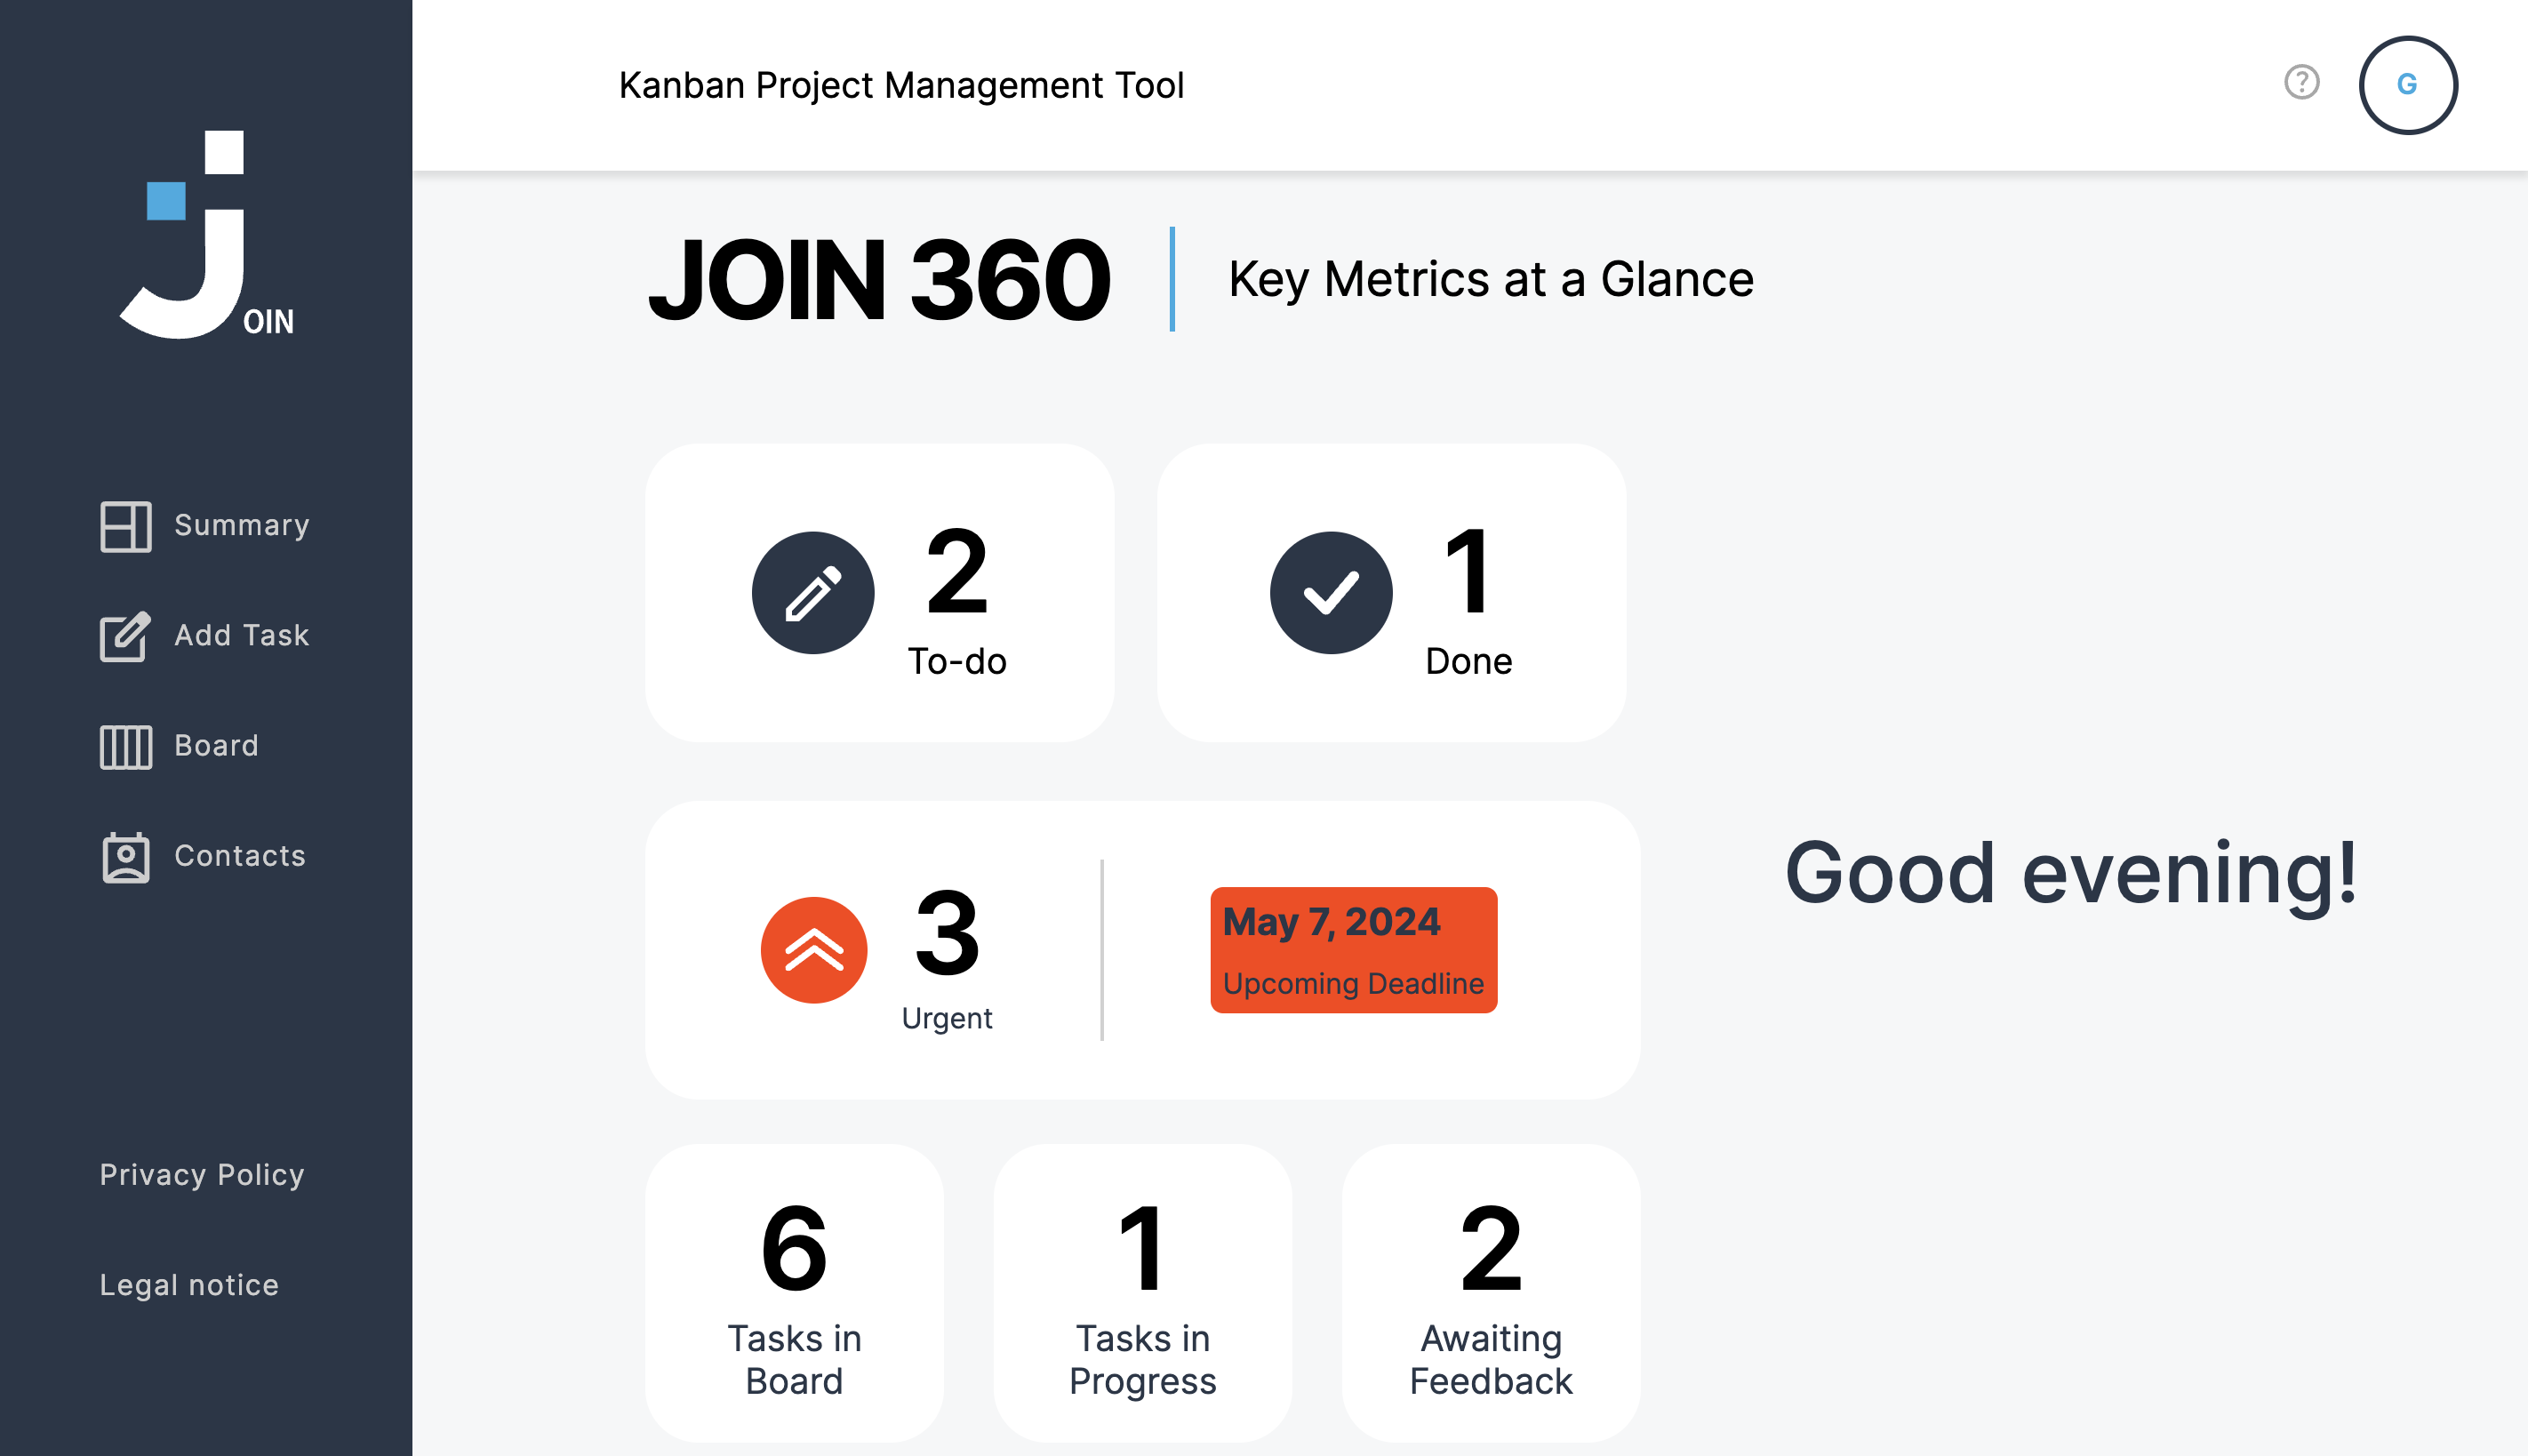 JOIN
Summary
Add Task
Board
Contacts
Privacy Policy
Legal notice
Kanban Project Management Tool
G
JOIN 360
Key Metrics at a Glance
2
To-do
1
Done
3
Urgent
May 7, 2024
Upcoming Deadline
Good evening!
6
Tasks in
Board
1
Tasks in
Progress
2
Awaiting
Feedback